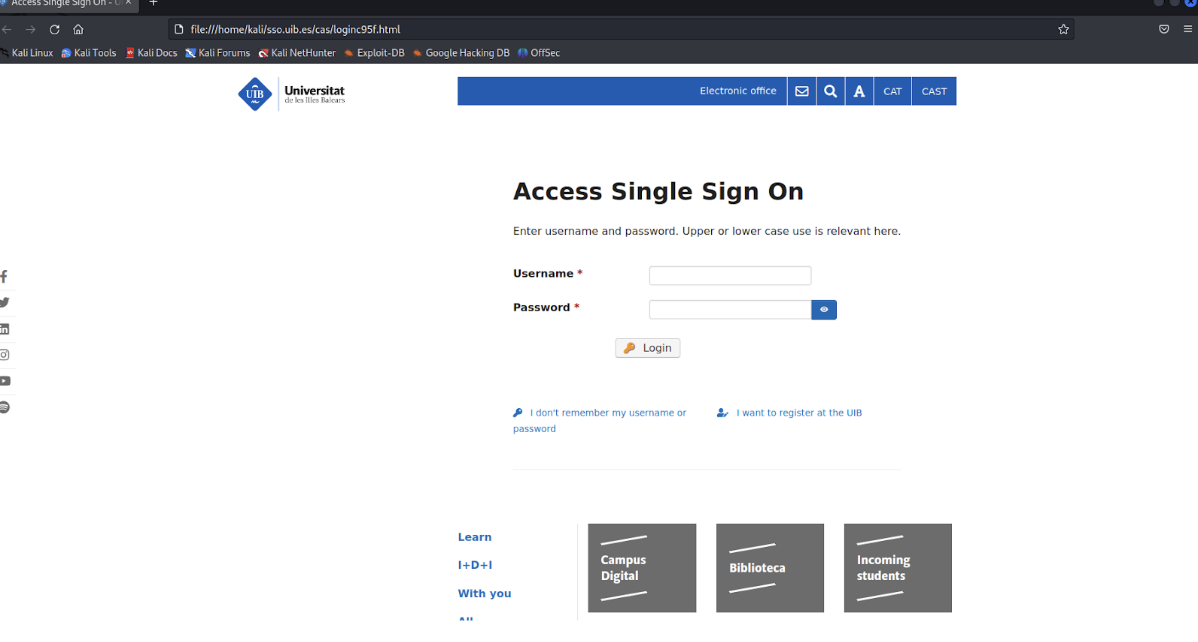 Access Single Sign On - U
file:///home/kali/sso.uib.es/cas/loginc95f.html
Kali Linux Kali Tools Kali Docs Kali Forums Kali NetHunter Exploit-DB Google Hacking DB OffSec
UIB
Universitat
de les Illes Balears
Electronic office A CAT CAST
Access Single Sign On
Enter username and password. Upper or lower case use is relevant here.
Username *
Password *
Login
I don't remember my username or
password
I want to register at the UIB
Learn
I+D+I
With you
Campus
Digital
Biblioteca
Incoming
students